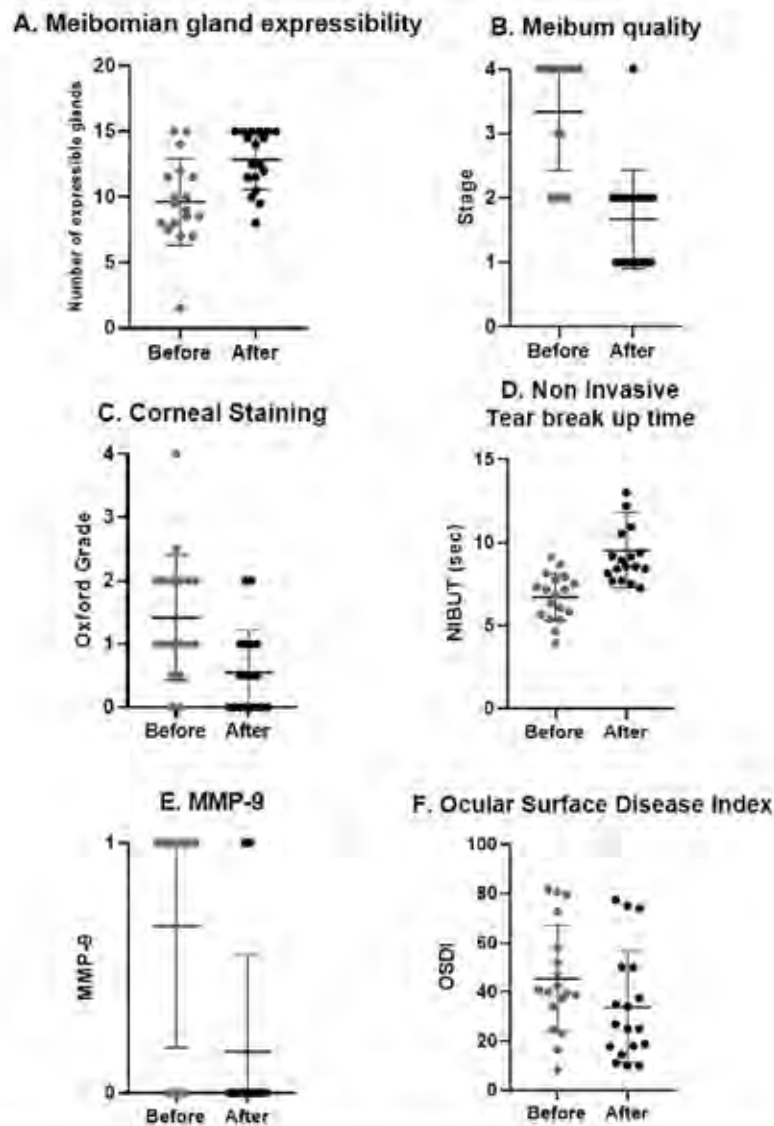 A. Meibomian gland expressibility
Number of expressible glands
20
15
10
5
0
Before After
B. Meibum quality
Stage
4
3
2
1
0
Before After
C. Corneal Staining
Oxford Grade
4
3
2
1
0
Before After
D. Non Invasive
Tear break up time
NIBUT (sec)
15
10
5
0
Before After
E. MMP-9
MMP-9
1
0
Before After
F. Ocular Surface Disease Index
OSDI
100
80
60
40
20
0
Before After